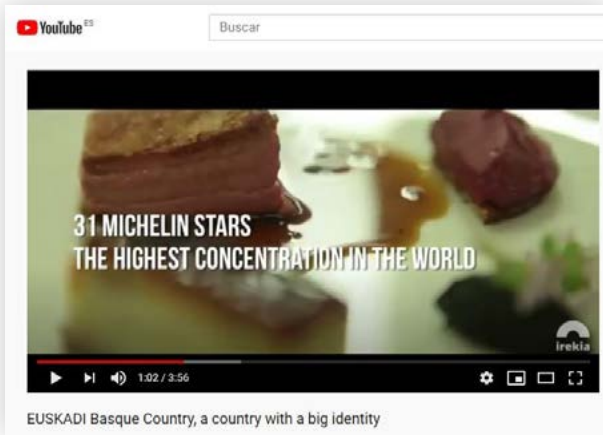 YouTube ES
Buscar
31 MICHELIN STARS
THE HIGHEST CONCENTRATION IN THE WORLD
irekia
1:02 / 3:56
EUSKADI Basque Country, a country with a big identity